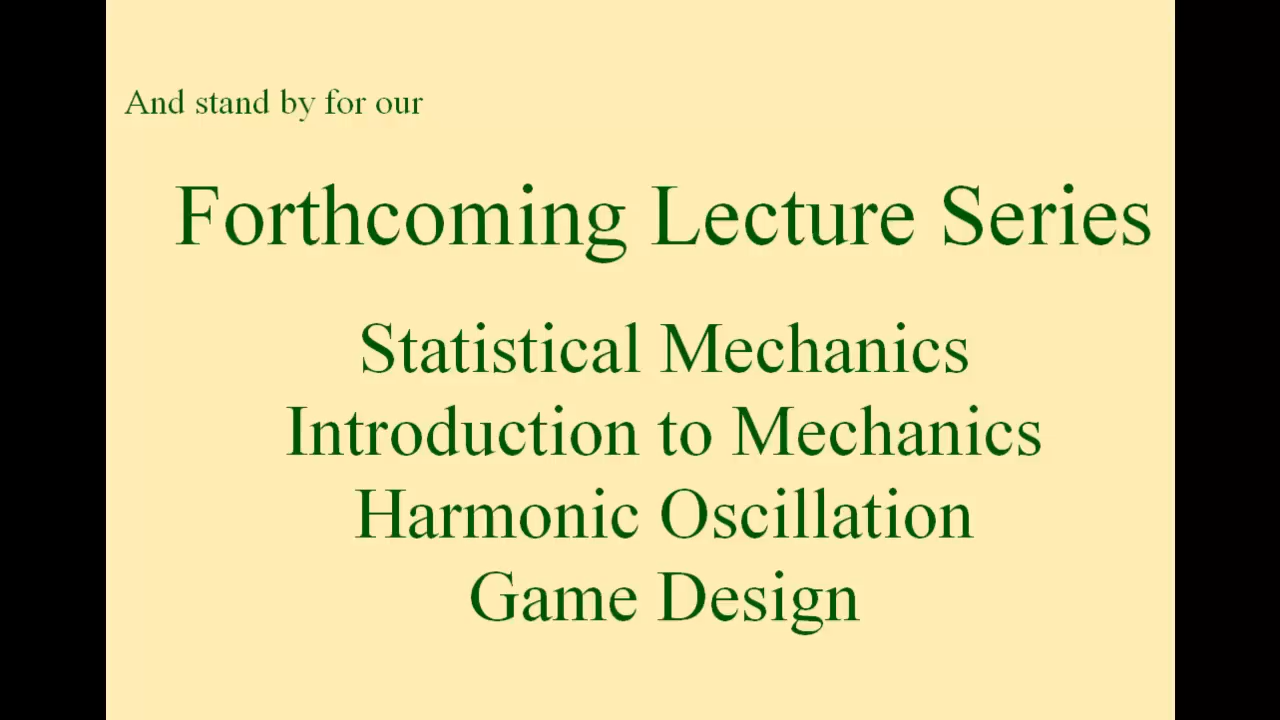 And stand by for our
Forthcoming Lecture Series
Statistical Mechanics
Introduction to Mechanics
Harmonic Oscillation
Game Design